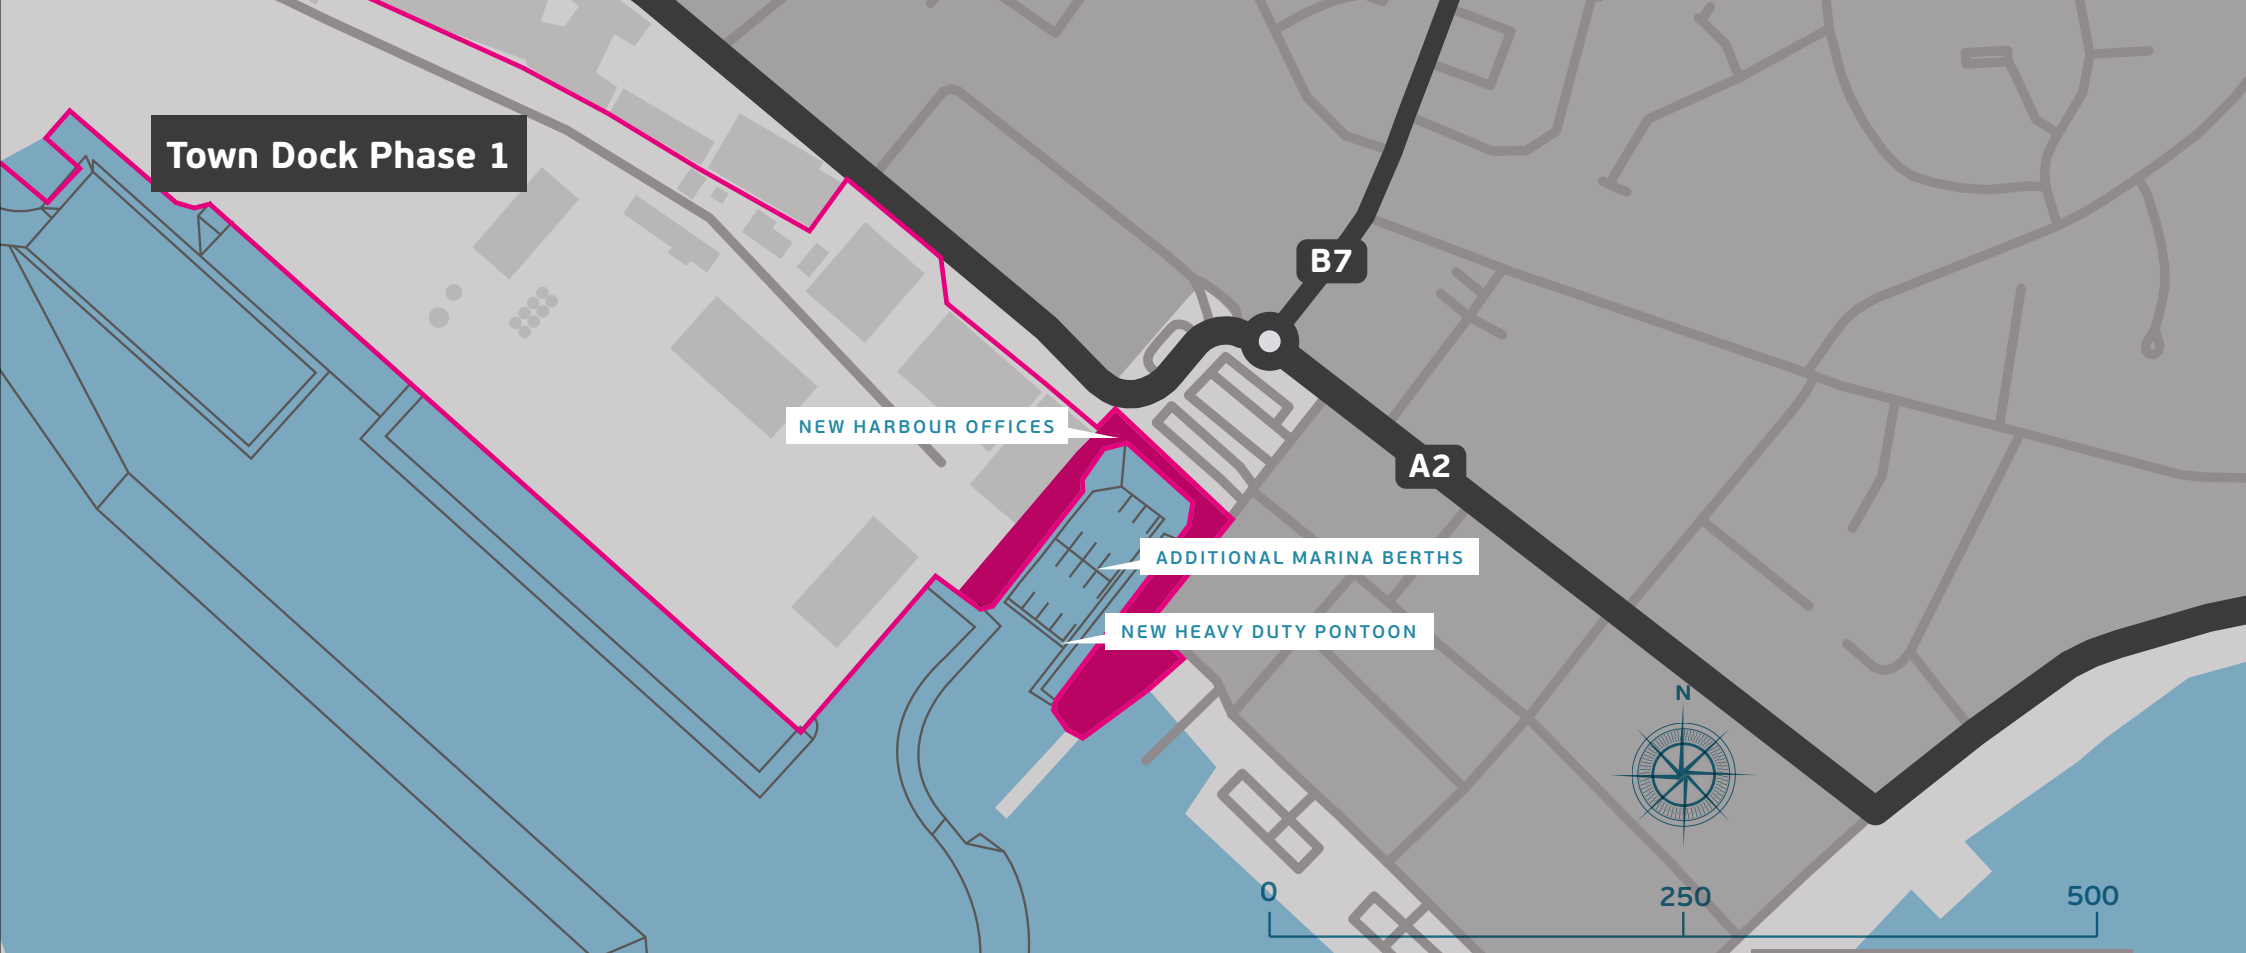 Town Dock Phase 1
B7
NEW HARBOUR OFFICES
A2
ADDITIONAL MARINA BERTHS
NEW HEAVY DUTY PONTOON
N
0 250 500